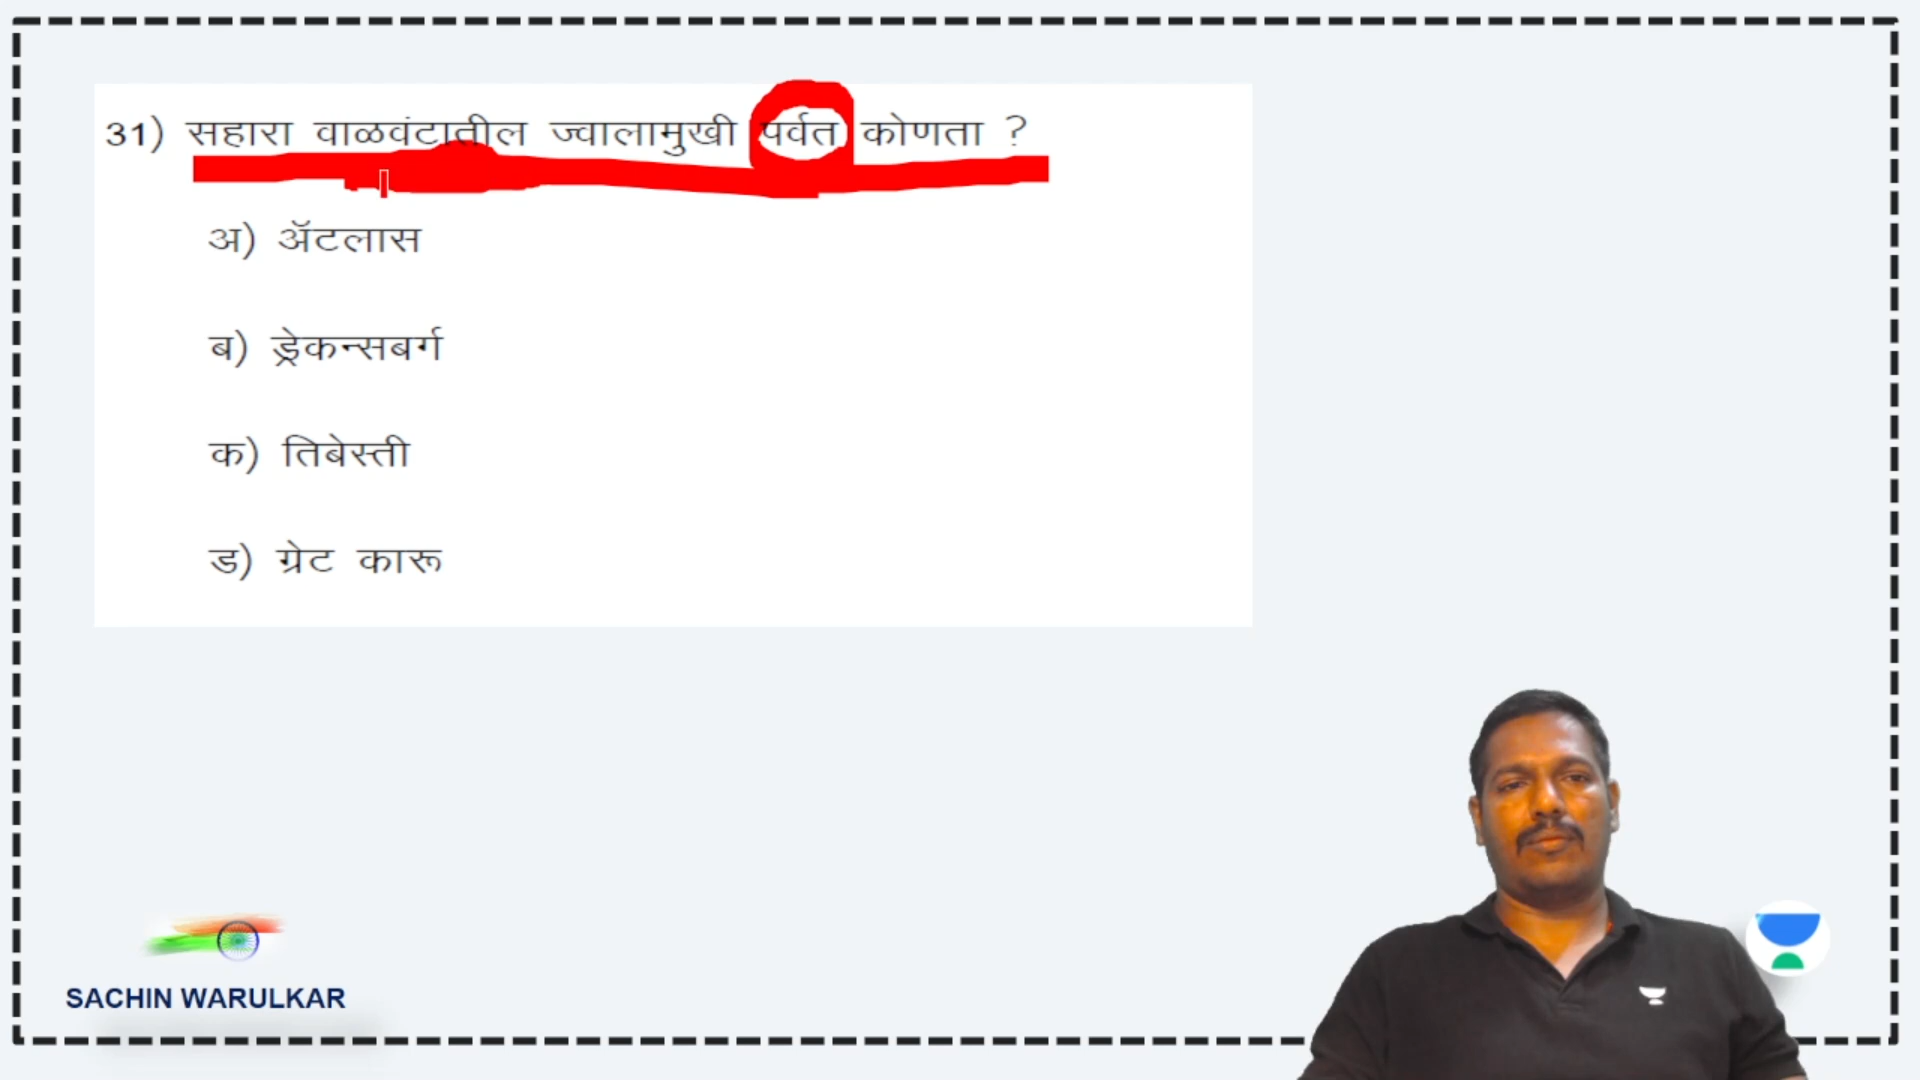 31) सहारा वाळवंटातील ज्वालामुखी पर्वत कोणता ?
अ) ॲटलास
ब) ड्रेकन्सबर्ग
क) तिबेस्ती
ड) ग्रेट कारू
SACHIN WARULKAR